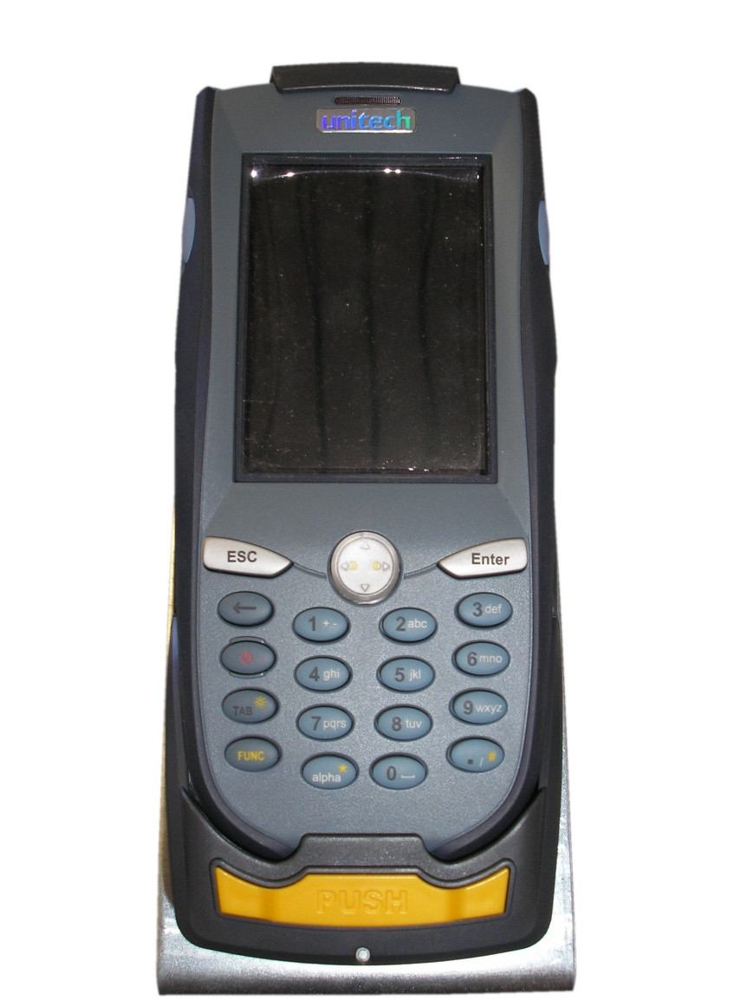 unitech
ESC
Enter
←
1 + -
2 abc
3 def
4 ghi
5 jkl
6 mno
TAB
7 pqrs
8 tuv
9 wxyz
FUNC
alpha *
0
. / #
PUSH